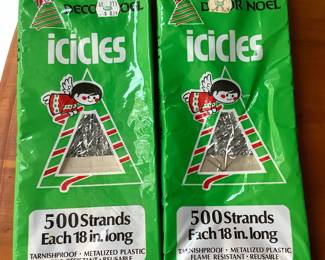 DECOR NOEL
icicles
500 Strands
Each 18 in. long
TARNISHPROOF · METALIZED PLASTIC
RESISTANT · REUSABLE
DECOR NOEL
icicles
500 Strands
Each 18 in. long
TARNISHPROOF · METALIZED PLASTIC
FLAME RESISTANT · REUSABLE